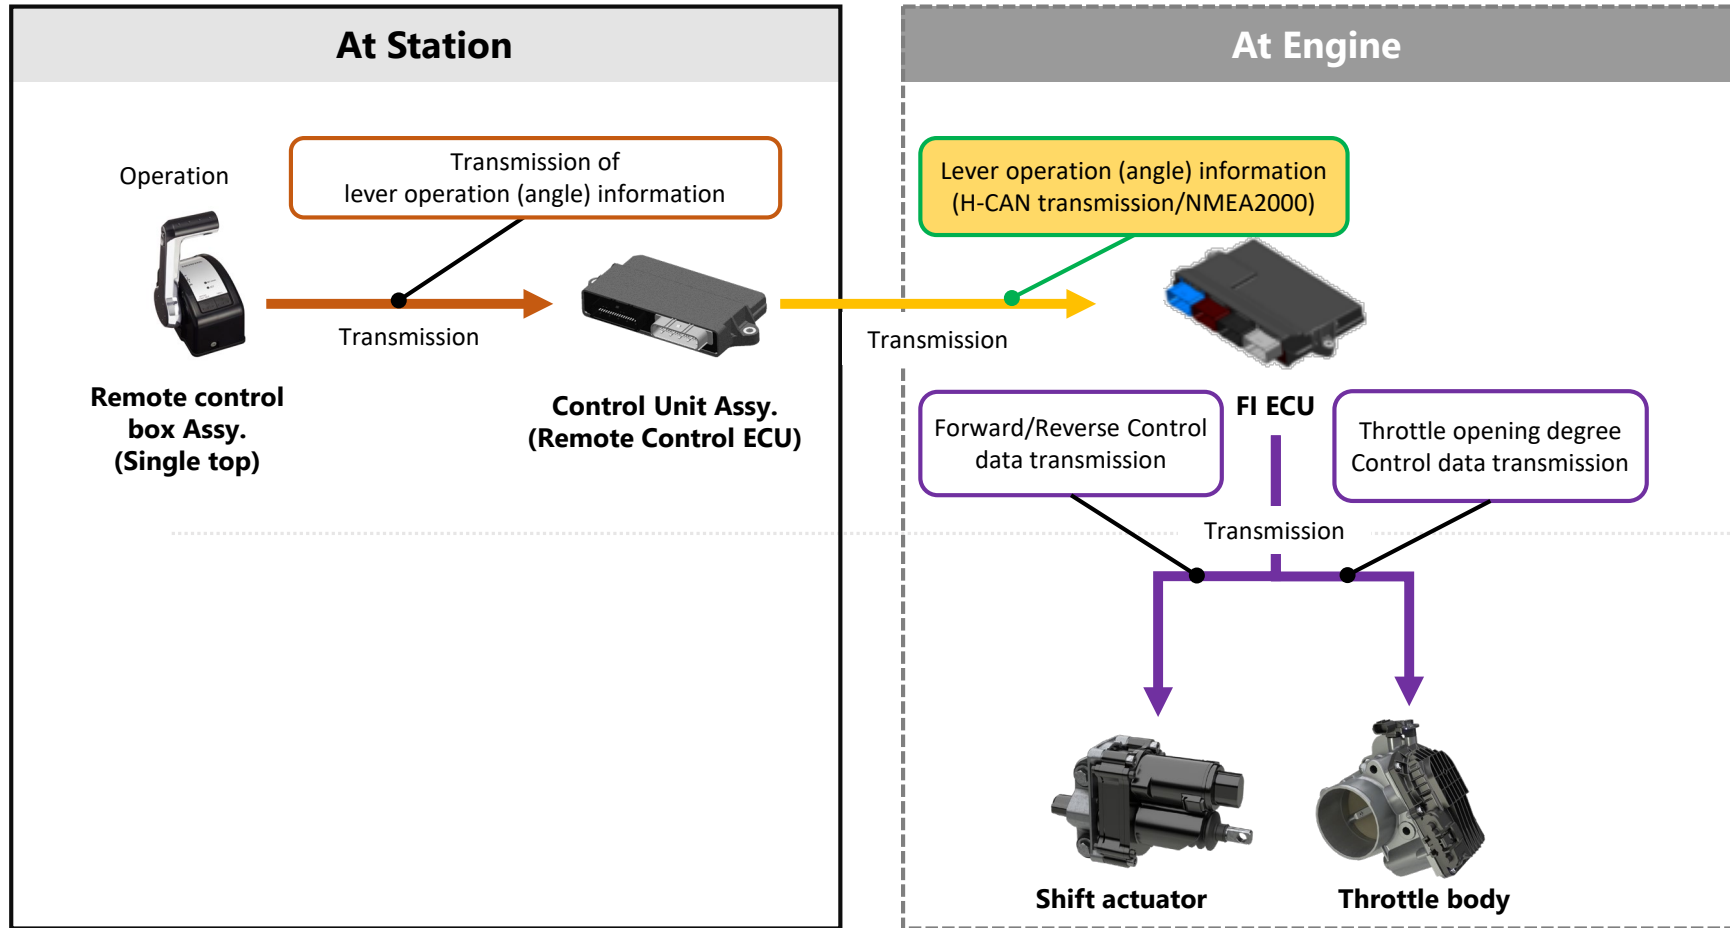 At Station
At Engine
Operation
Transmission of
lever operation (angle) information
Lever operation (angle) information
(H-CAN transmission/NMEA2000)
Transmission
Transmission
Remote control
box Assy.
(Single top)
Control Unit Assy.
(Remote Control ECU)
FI ECU
Forward/Reverse Control
data transmission
Throttle opening degree
Control data transmission
Transmission
Shift actuator
Throttle body